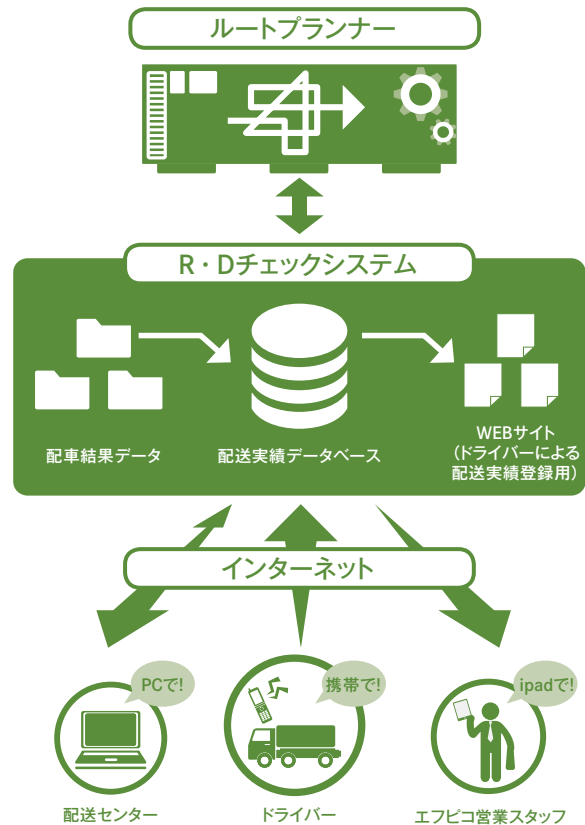 ルートプランナー
R・Dチェックシステム
配車結果データ
配送実績データベース
WEBサイト
(ドライバーによる
配送実績登録用)
インターネット
PCで!
携帯で!
ipadで!
配送センター
ドライバー
エフピコ営業スタッフ